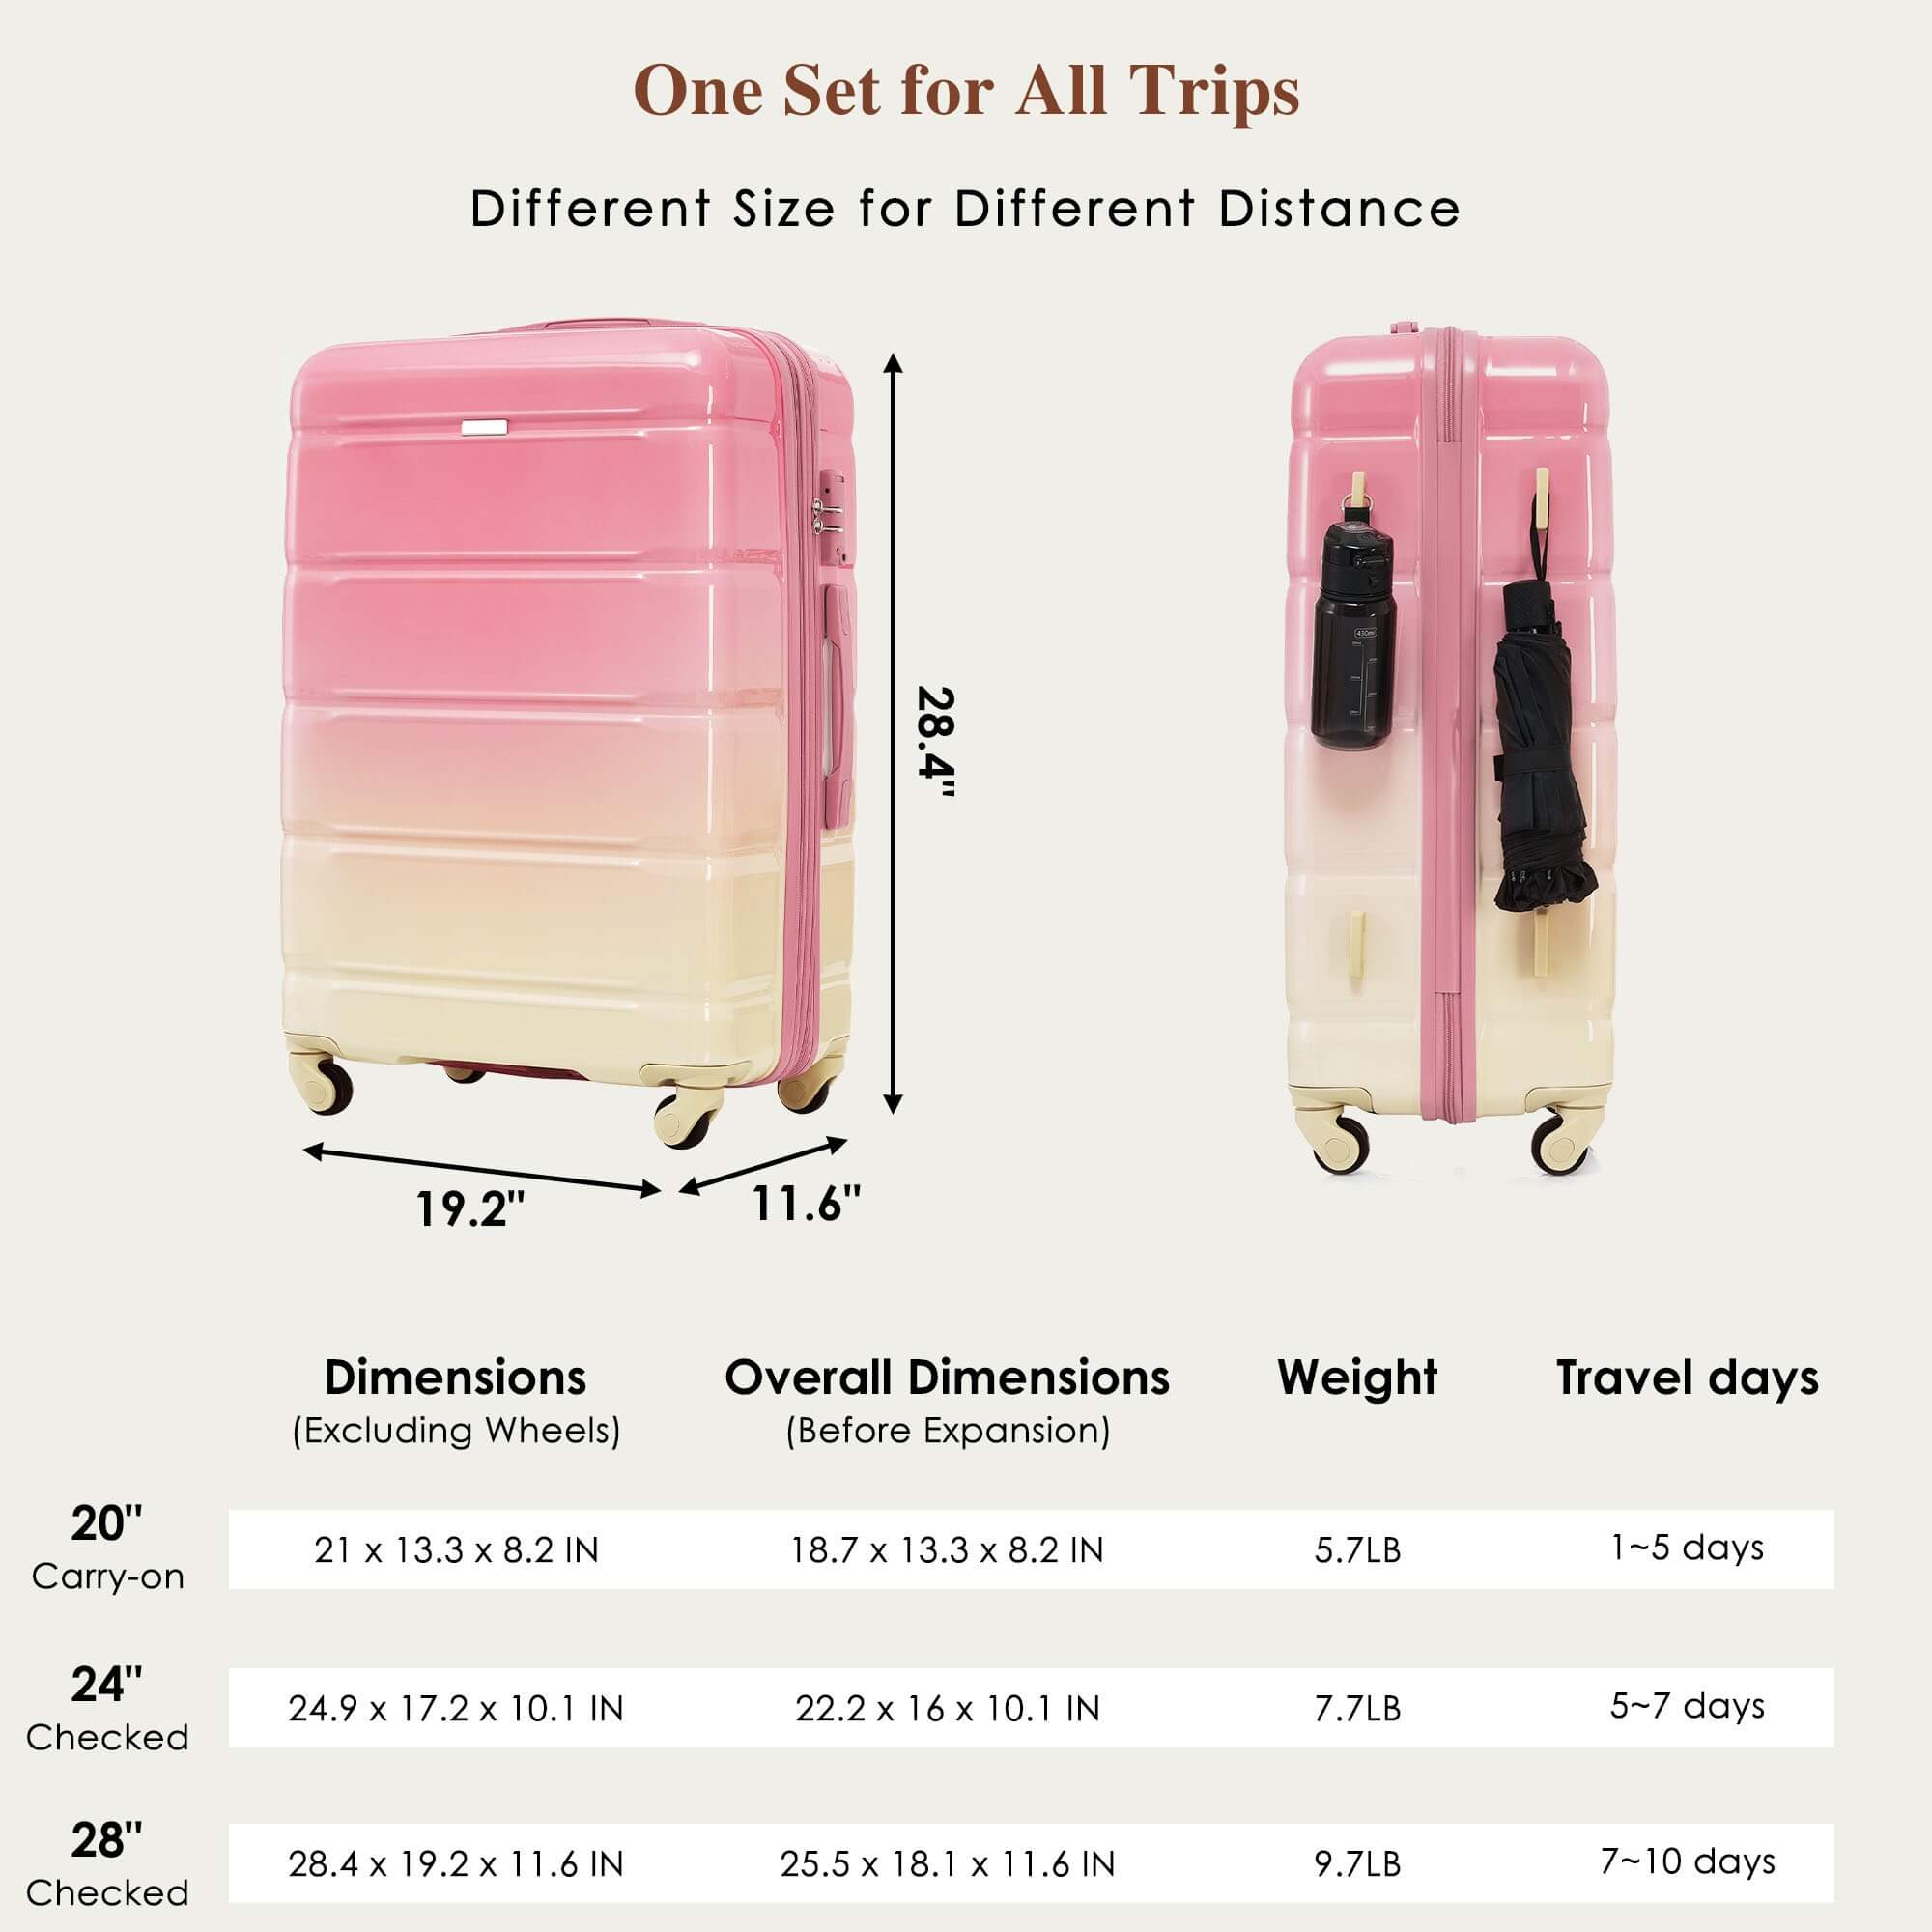 One Set for All Trips
Different Size for Different Distance
430ml
28.4"
19.2"
11.6"
Dimensions Overall Dimensions Weight Travel days
(Excluding Wheels) (Before Expansion)
20"
Carry-on
21 x 13.3 x 8.2 IN 18.7 x 13.3 x 8.2 IN 5.7LB 1~5 days
24"
Checked
24.9 x 17.2 x 10.1 IN 22.2 x 16 x 10.1 IN 7.7LB 5~7 days
28"
Checked
28.4 x 19.2 x 11.6 IN 25.5 x 18.1 x 11.6 IN 9.7LB 7~10 days